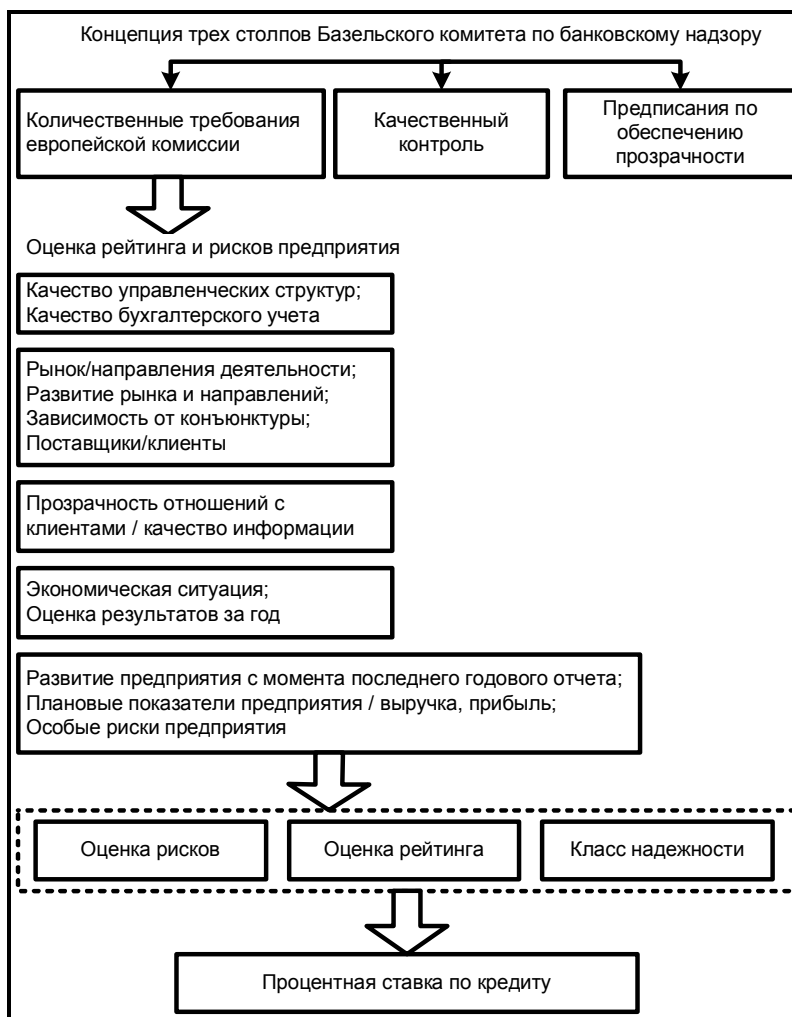 Концепция трех столпов Базельского комитета по банковскому надзору
Количественные требования
европейской комиссии
Качественный
контроль
Предписания по
обеспечению
прозрачности
Оценка рейтинга и рисков предприятия
Качество управленческих структур;
Качество бухгалтерского учета
Рынок/направления деятельности;
Развитие рынка и направлений;
Зависимость от конъюнктуры;
Поставщики/клиенты
Прозрачность отношений с
клиентами / качество информации
Экономическая ситуация;
Оценка результатов за год
Развитие предприятия с момента последнего годового отчета;
Плановые показатели предприятия / выручка, прибыль;
Особые риски предприятия
Оценка рисков
Оценка рейтинга
Класс надежности
Процентная ставка по кредиту